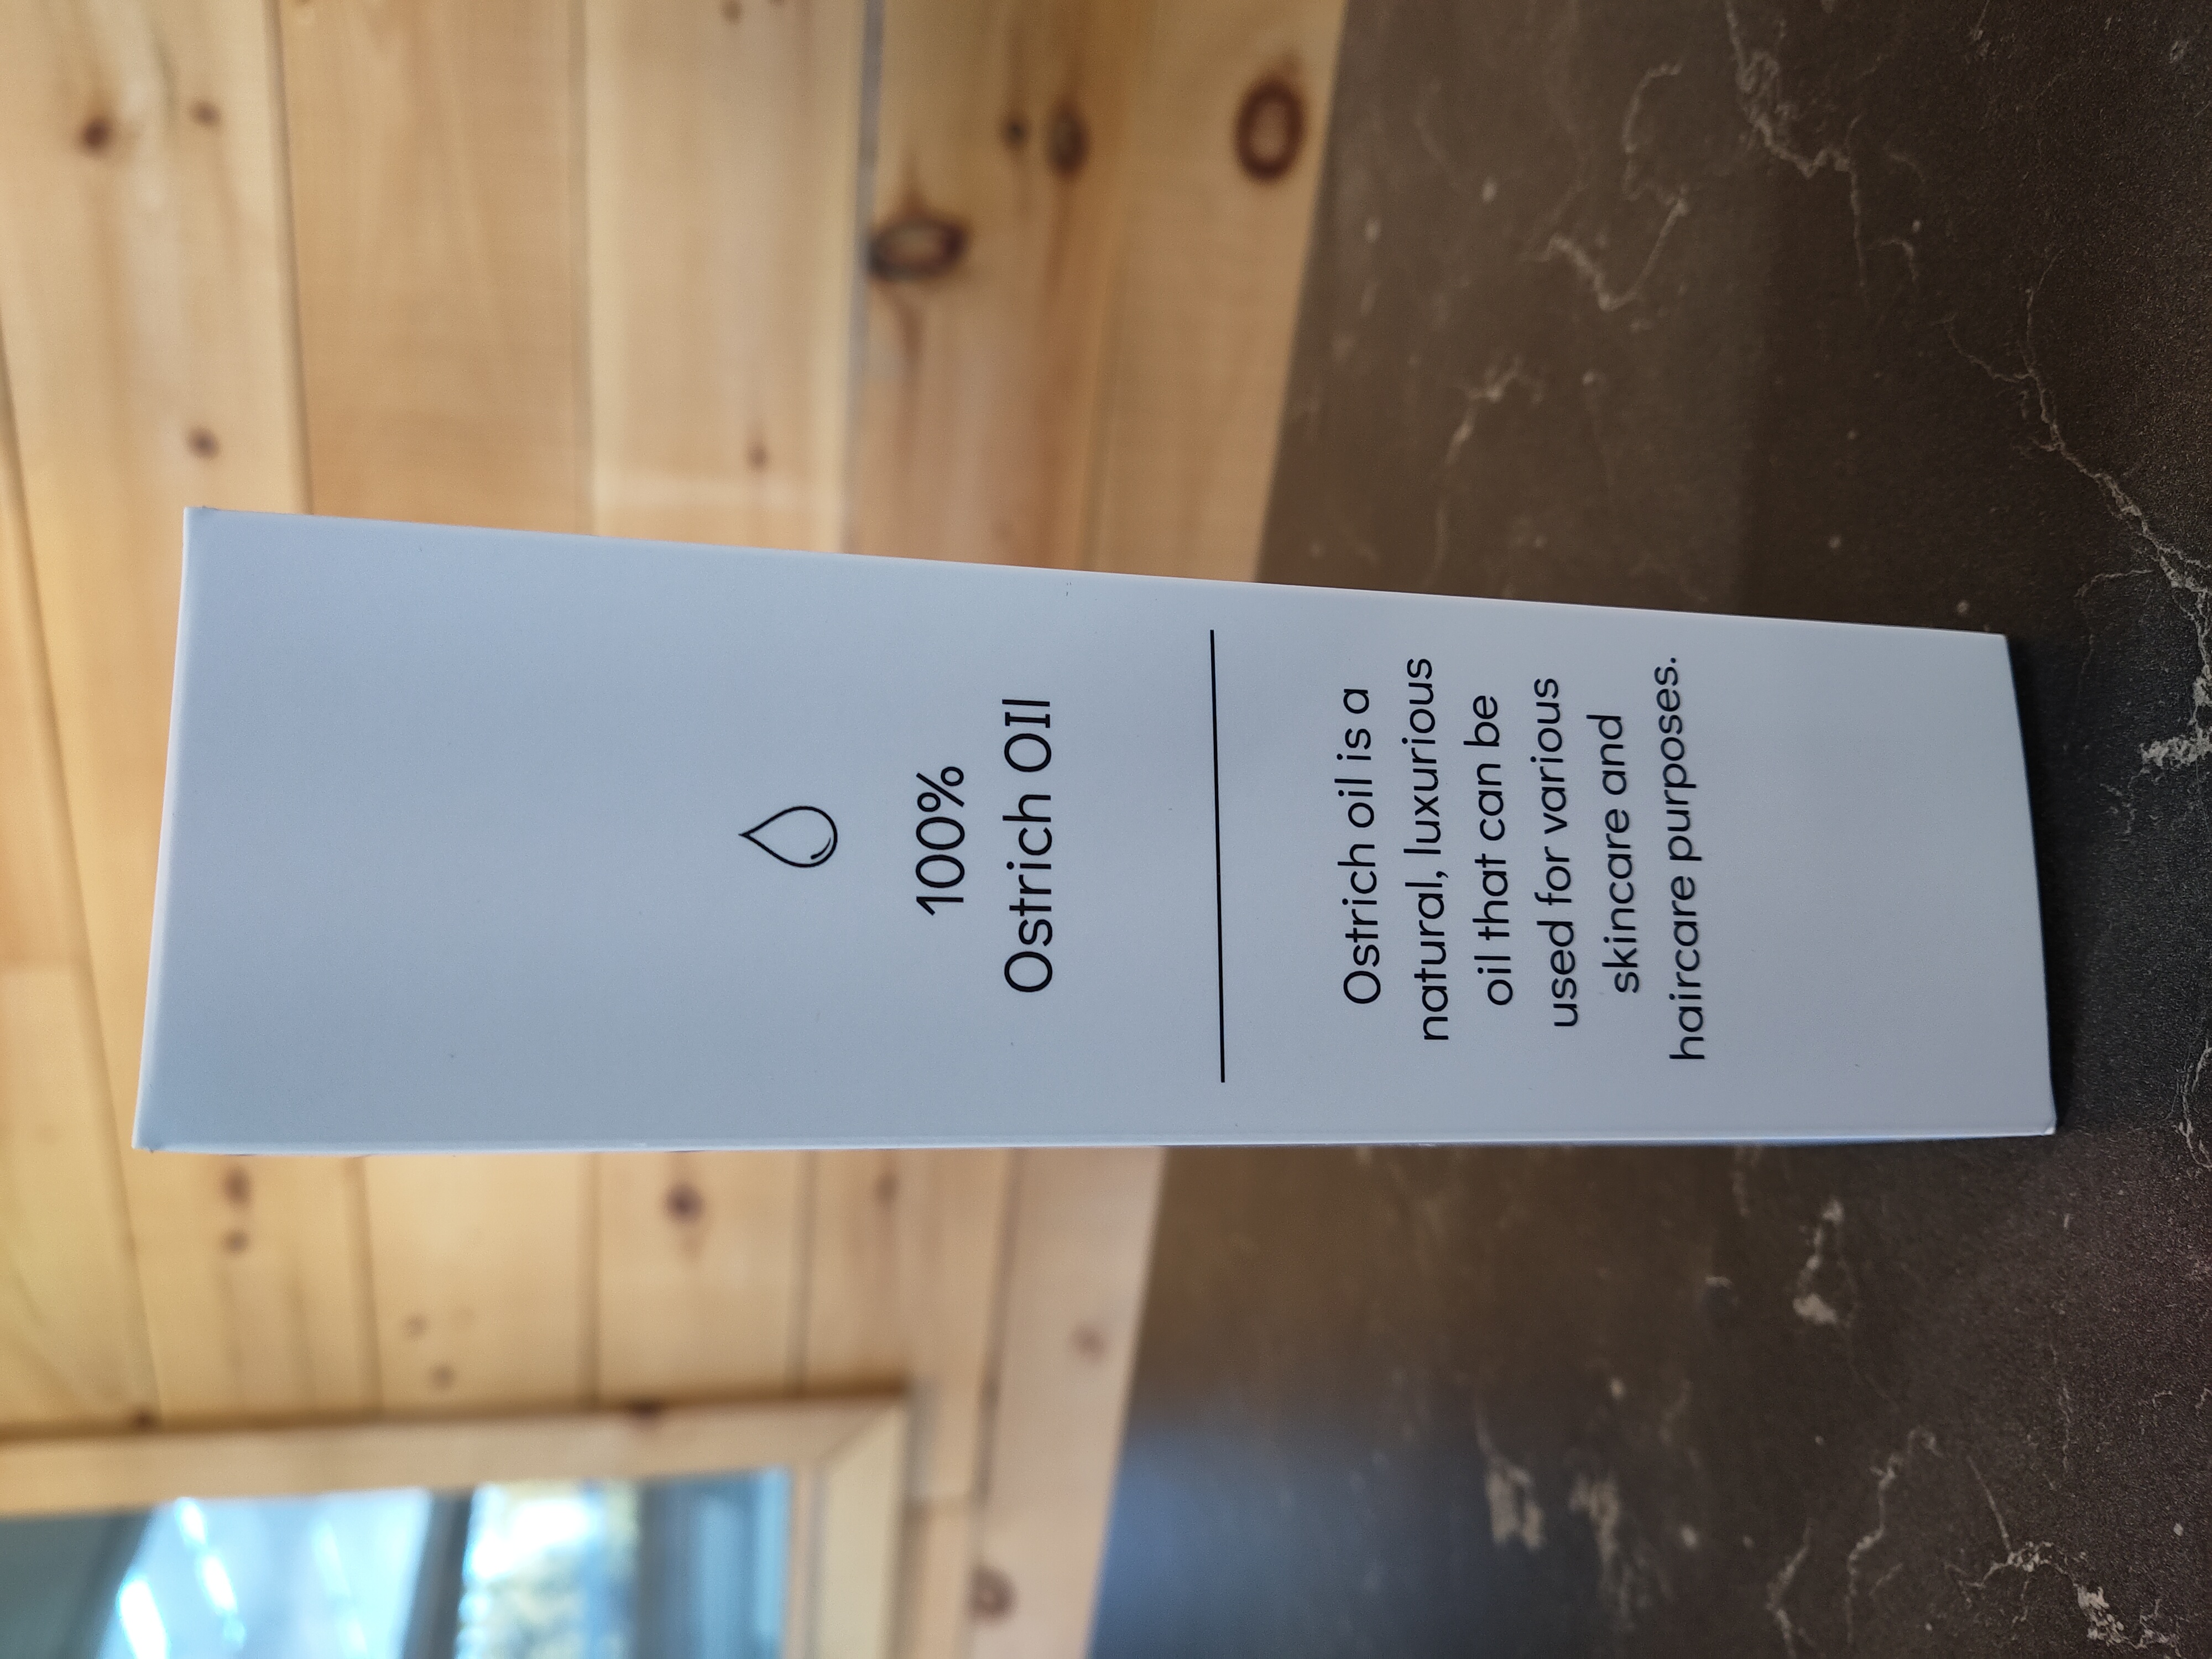 100%
Ostrich OIl
Ostrich oil is a
natural, luxurious
oil that can be
used for various
skincare and
haircare purposes.